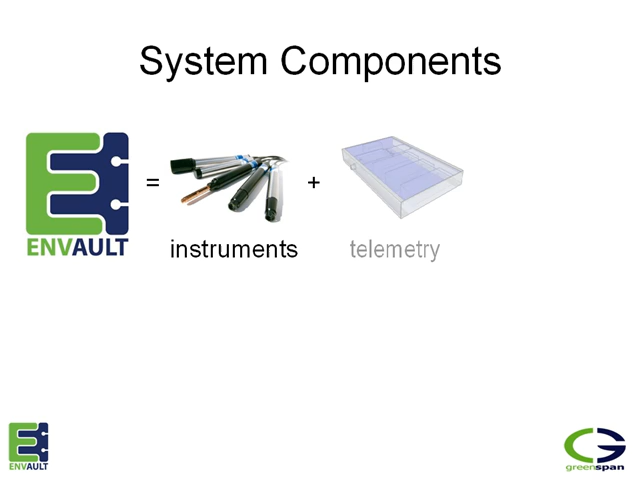 System Components
ENVAULT
=
+
instruments
telemetry
ENVAULT
greenspan